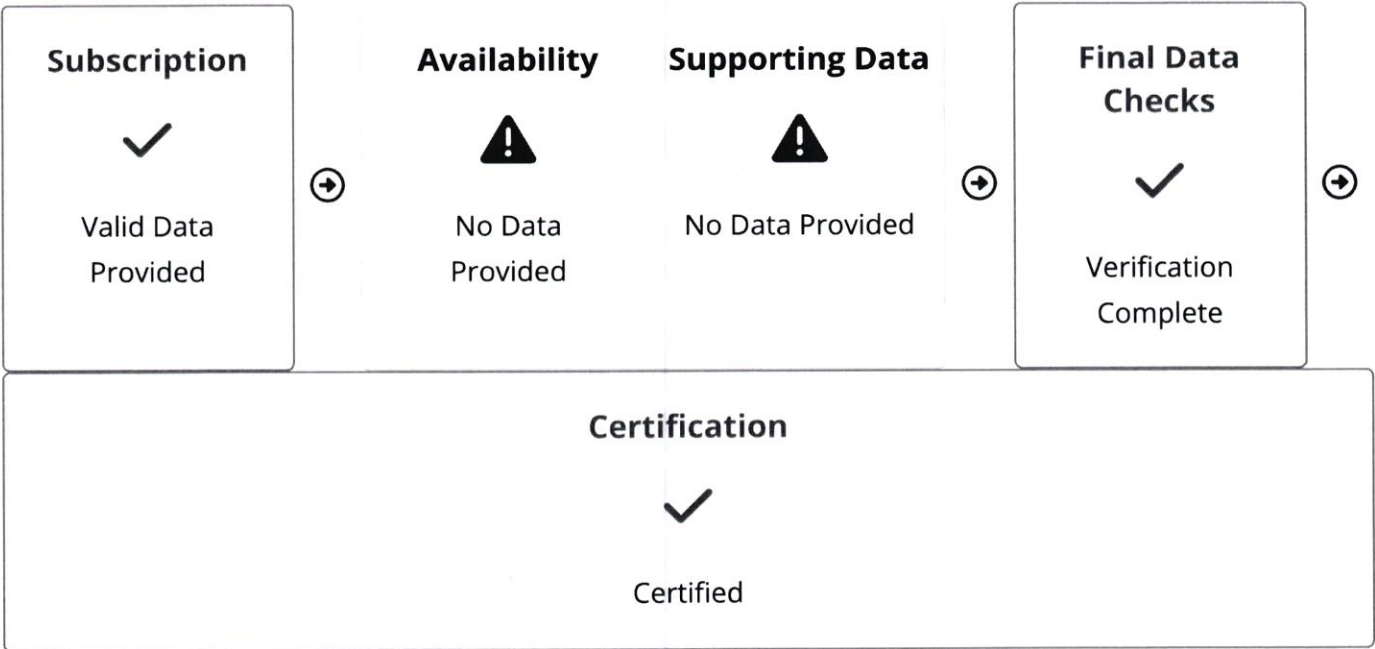 Subscription
Valid Data
Provided
Availability
No Data
Provided
Supporting Data
No Data Provided
Final Data
Checks
Verification
Complete
Certification
Certified